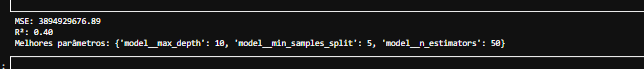 MSE: 3894929676.89
R²: 0.40
Melhores parâmetros: {'model__max_depth': 10, 'model__min_samples_split': 5, 'model__n_estimators': 50}
: